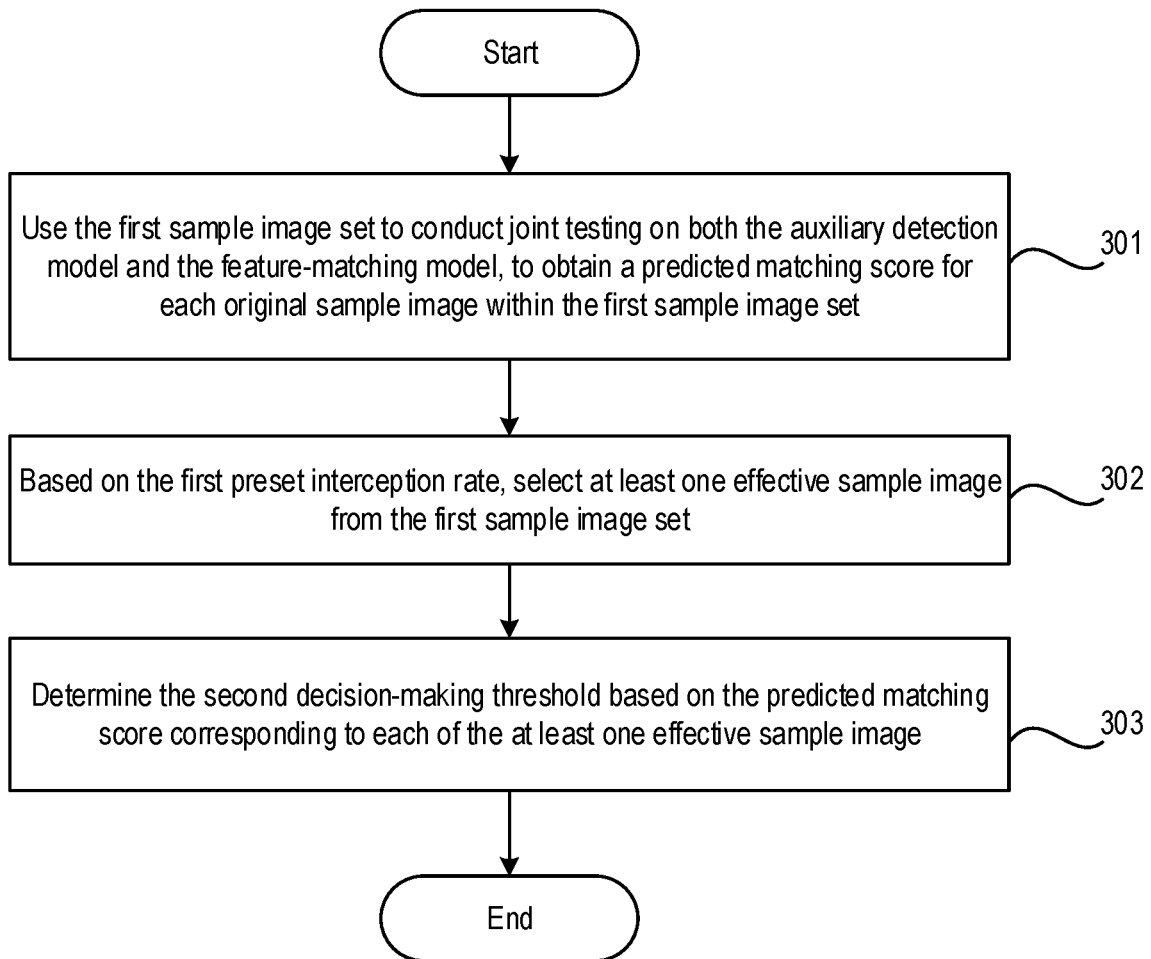 Start
Use the first sample image set to conduct joint testing on both the auxiliary detection
model and the feature-matching model, to obtain a predicted matching score for
each original sample image within the first sample image set
301
Based on the first preset interception rate, select at least one effective sample image
from the first sample image set
302
Determine the second decision-making threshold based on the predicted matching
score corresponding to each of the at least one effective sample image
303
End